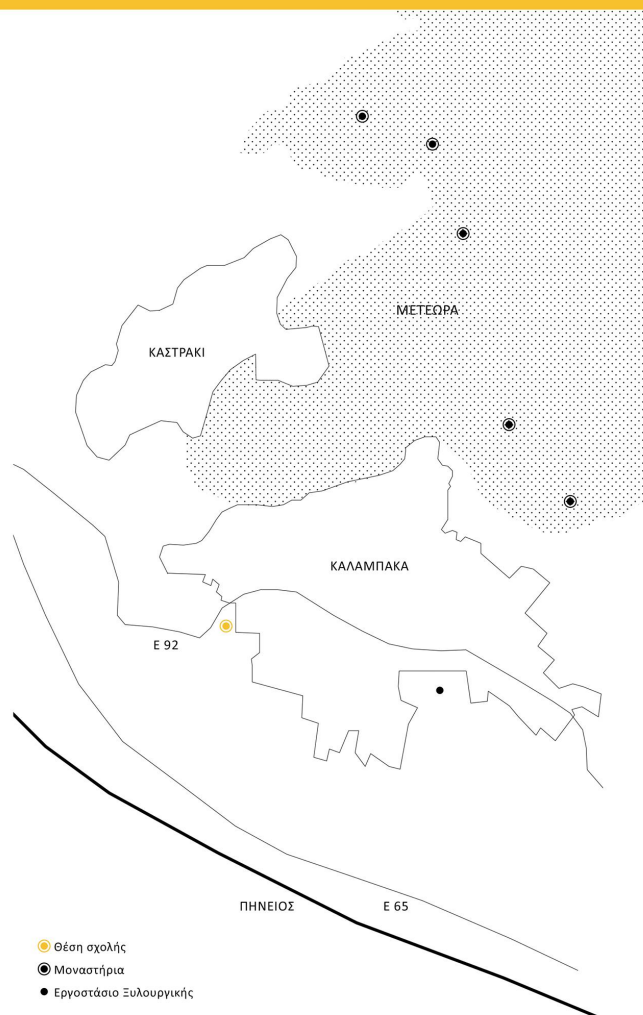 ΜΕΤΕΩΡΑ
ΚΑΣΤΡΑΚΙ
ΚΑΛΑΜΠΑΚΑ
Ε 92
ΠΗΝΕΙΟΣ
Ε 65
Θέση σχολής
Μοναστήρια
Εργοστάσιο Ξυλουργικής